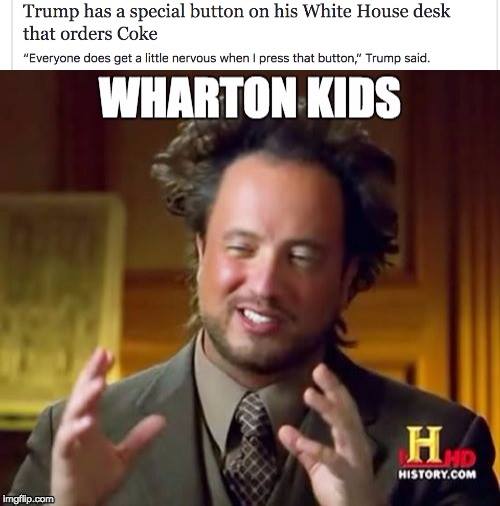 Trump has a special button on his White House desk
that orders Coke
“Everyone does get a little nervous when I press that button,” Trump said.
WHARTON KIDS
H HD
HISTORY.COM
imgflip.com